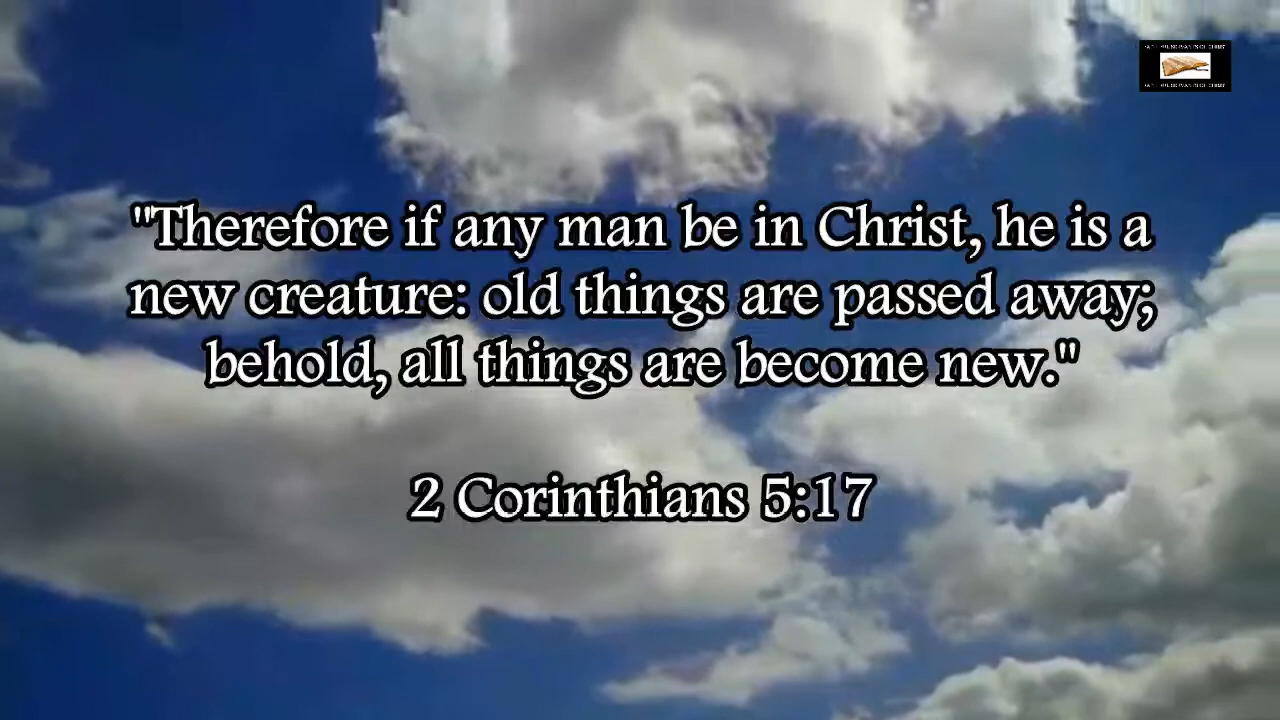 "Therefore if any man be in Christ, he is a
new creature: old things are passed away;
behold, all things are become new."
2 Corinthians 5:17